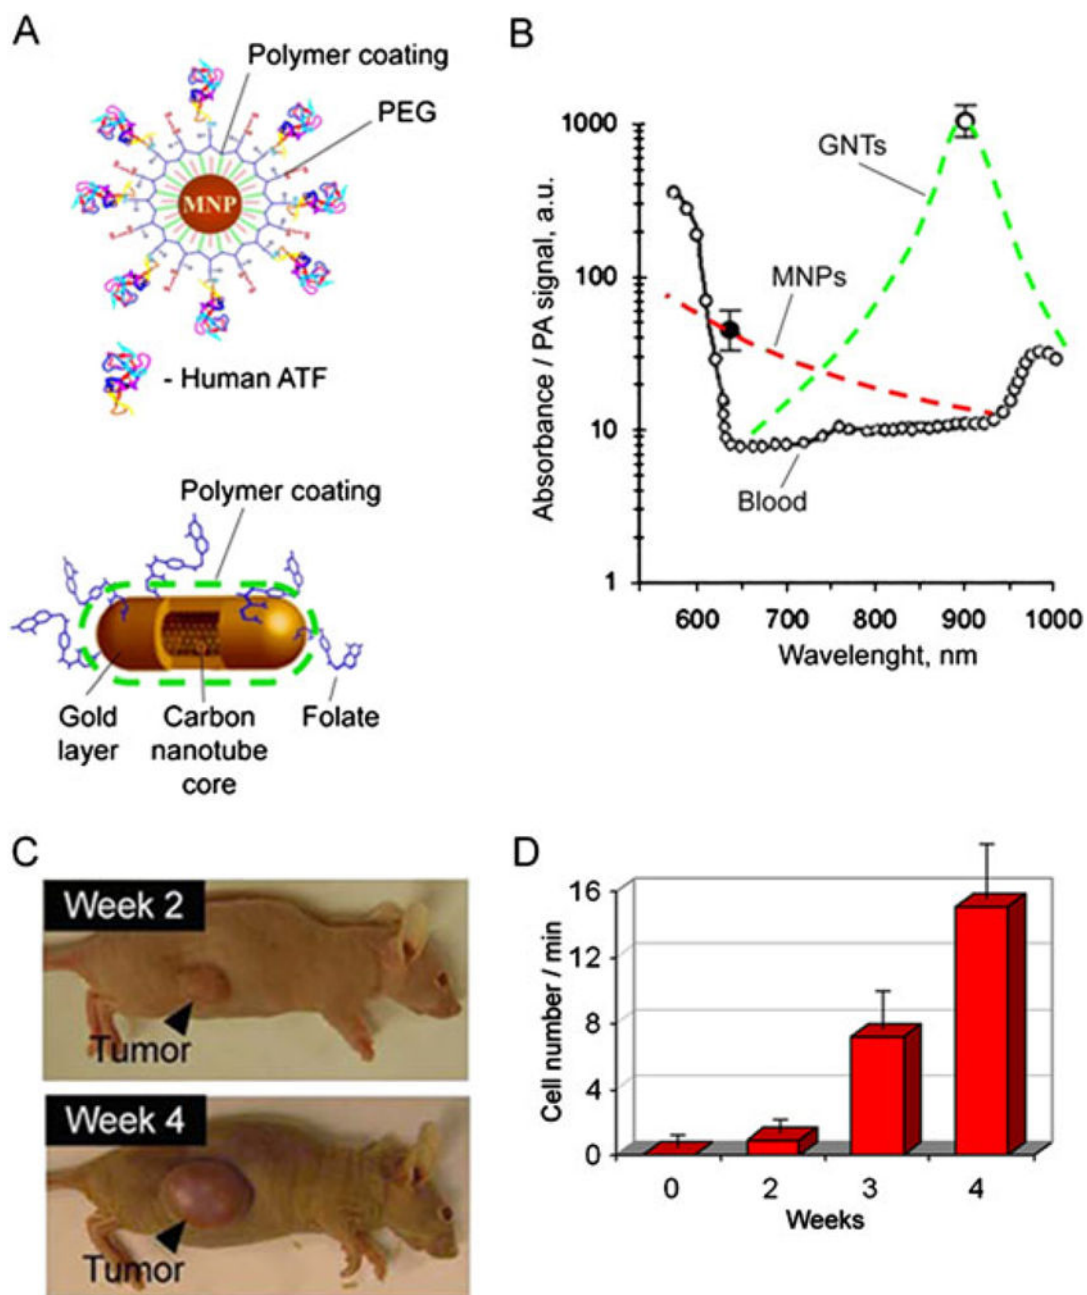 A
Polymer coating
PEG
MNP
- Human ATF
Polymer coating
Gold
layer
Carbon
nanotube
core
Folate
B
Absorbance / PA signal, a.u.
1000
100
10
1
GNTs
MNPs
Blood
600 700 800 900 1000
Wavelenght, nm
C
Week 2
Tumor
Week 4
Tumor
D
Cell number / min
16
12
8
4
0
0 2 3 4
Weeks